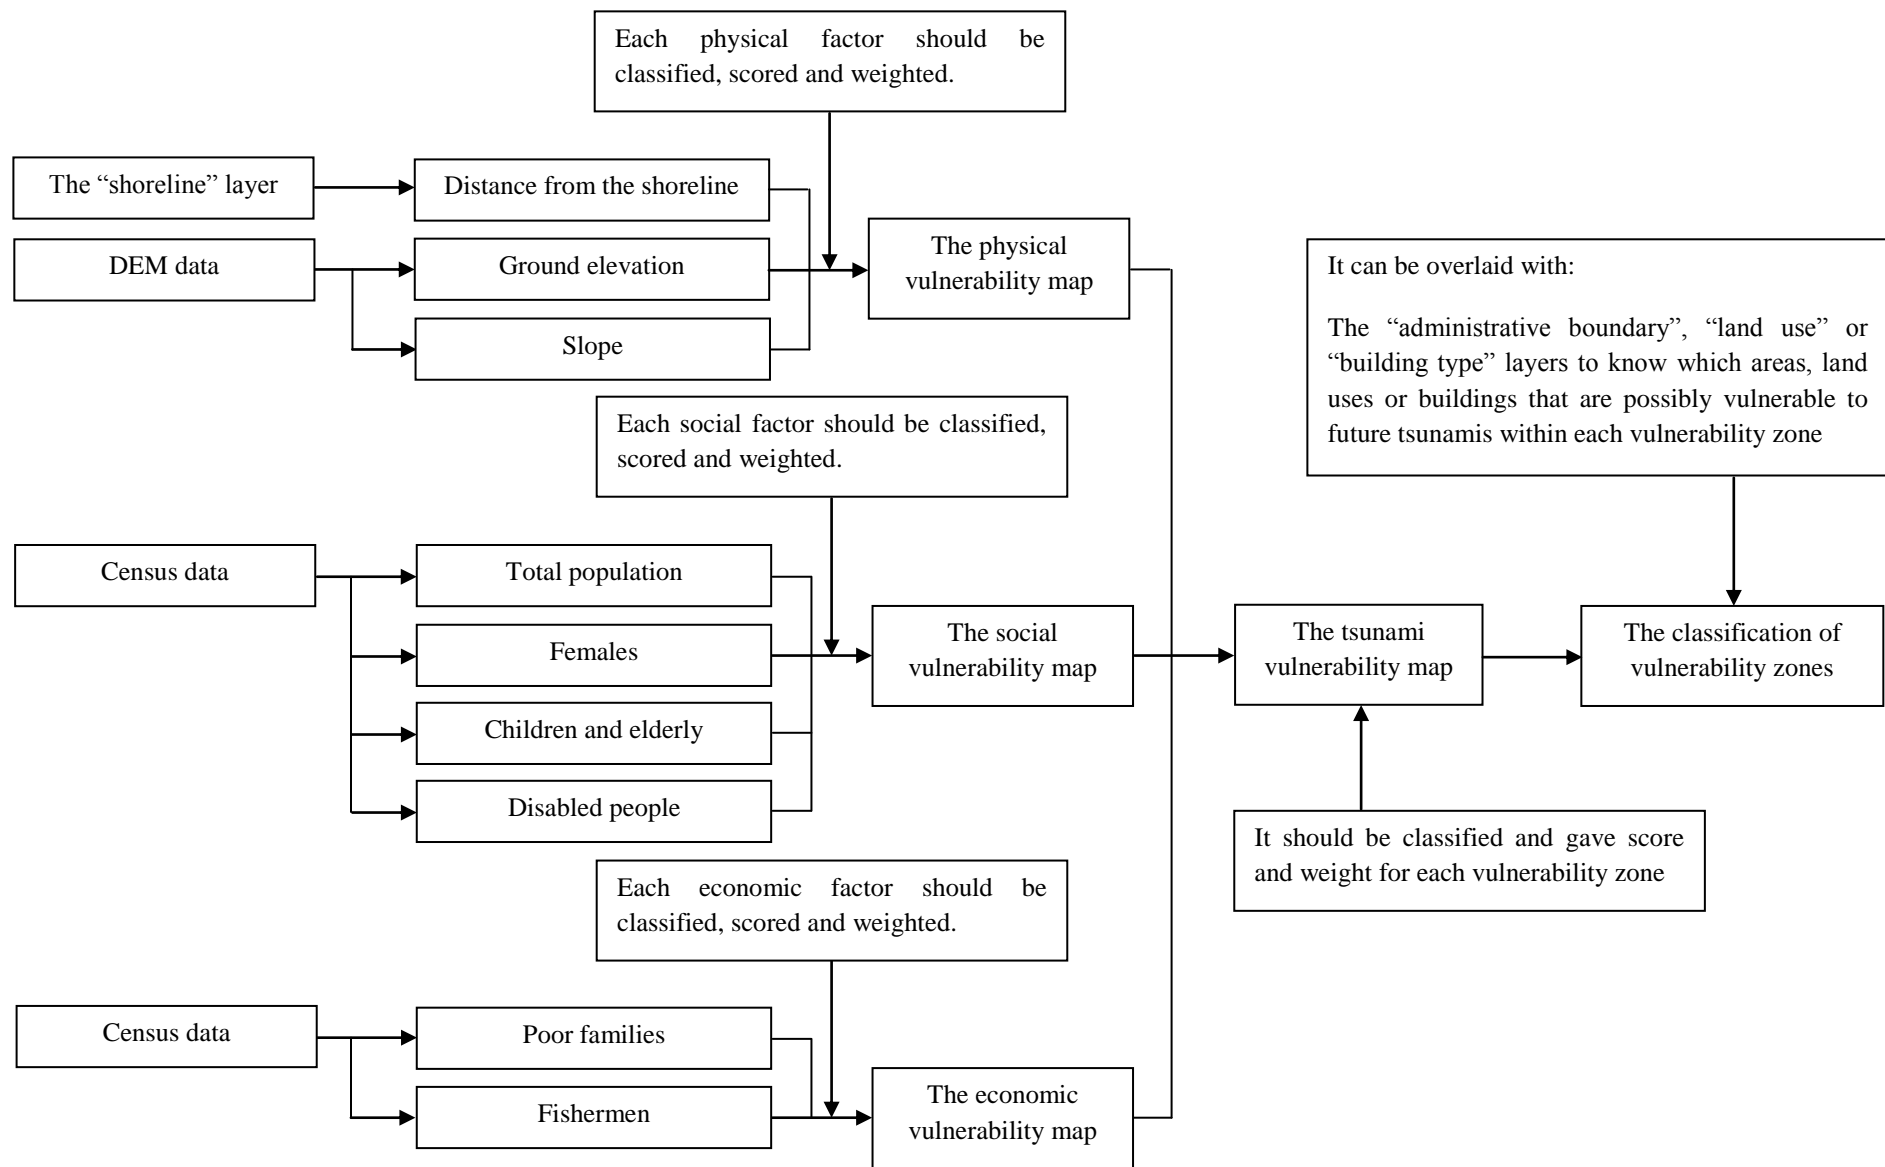 Each physical factor should be
classified, scored and weighted.
The “shoreline” layer
Distance from the shoreline
DEM data
Ground elevation
Slope
The physical
vulnerability map
It can be overlaid with:
The “administrative boundary”, “land use” or
“building type” layers to know which areas, land
uses or buildings that are possibly vulnerable to
future tsunamis within each vulnerability zone
Each social factor should be classified,
scored and weighted.
Census data
Total population
Females
Children and elderly
Disabled people
The social
vulnerability map
The tsunami
vulnerability map
The classification of
vulnerability zones
It should be classified and gave score
and weight for each vulnerability zone
Each economic factor should be
classified, scored and weighted.
Census data
Poor families
Fishermen
The economic
vulnerability map